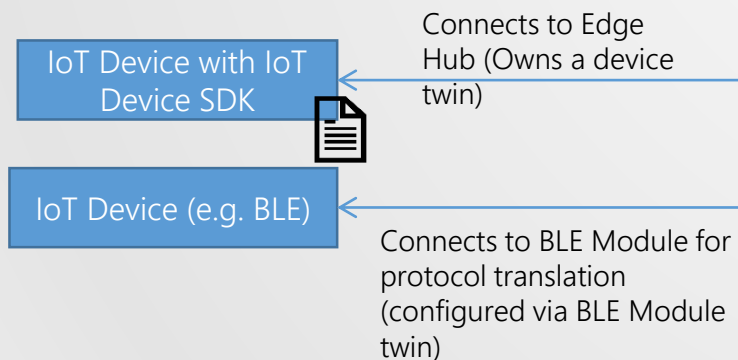 Connects to Edge
Hub (Owns a device
twin)
IoT Device with IoT
Device SDK
IoT Device (e.g. BLE)
Connects to BLE Module for
protocol translation
(configured via BLE Module
twin)